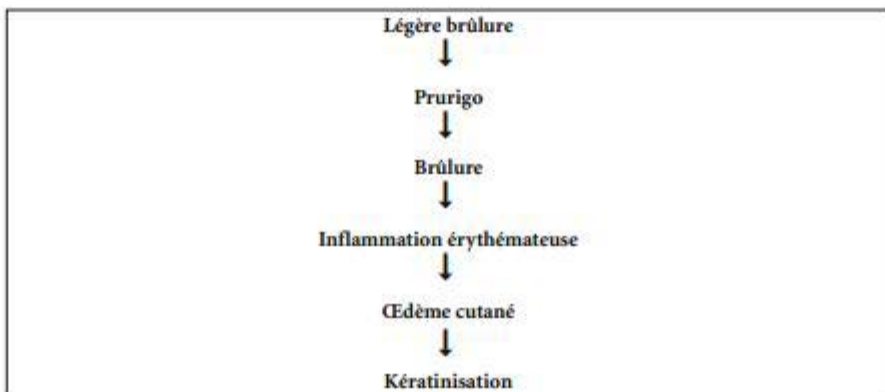 Légère brûlure
↓
Prurigo
↓
Brûlure
↓
Inflammation érythémateuse
↓
Œdème cutané
↓
Kératinisation